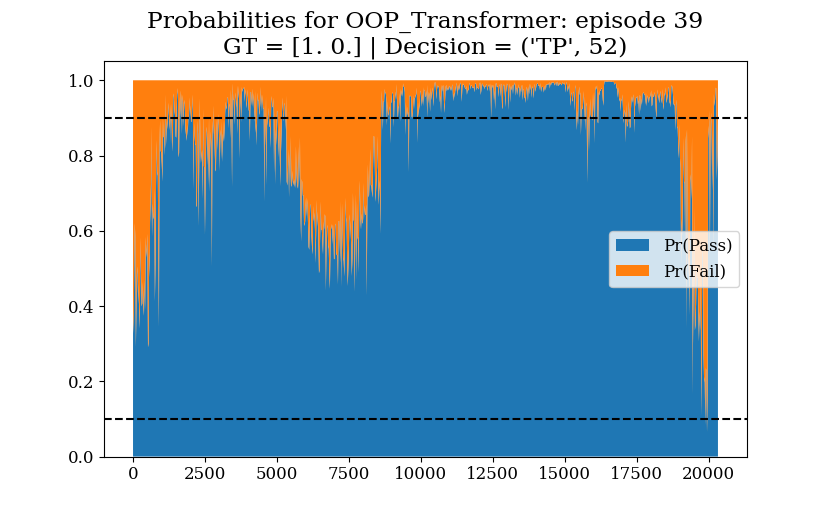 Probabilities for OOP_Transformer: episode 39
GT = [1. 0.] | Decision = ('TP', 52)
1.0
0.8
0.6
0.4
0.2
0.0
Pr(Pass)
Pr(Fail)
0 2500 5000 7500 10000 12500 15000 17500 20000